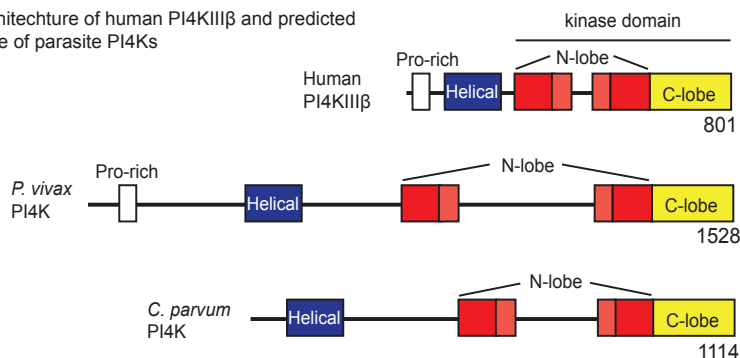 hitechture of human PI4KIIIβ and predicted
e of parasite PI4Ks
kinase domain
Pro-rich
N-lobe
Human
PI4KIIIβ
Helical
C-lobe
801
Pro-rich
N-lobe
P. vivax
PI4K
Helical
C-lobe
1528
N-lobe
C. parvum
PI4K
Helical
C-lobe
1114